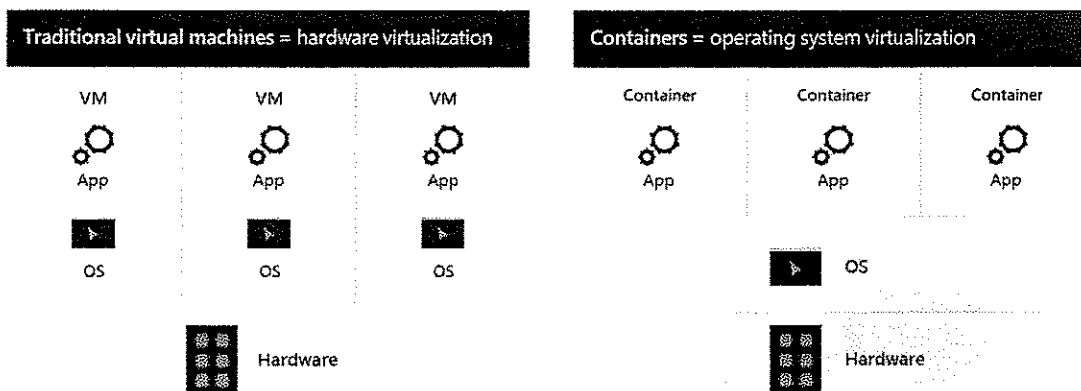 Traditional virtual machines = hardware virtualization
VM VM VM
App App App
OS OS OS
Hardware
Containers = operating system virtualization
Container Container Container
App App App
OS
Hardware